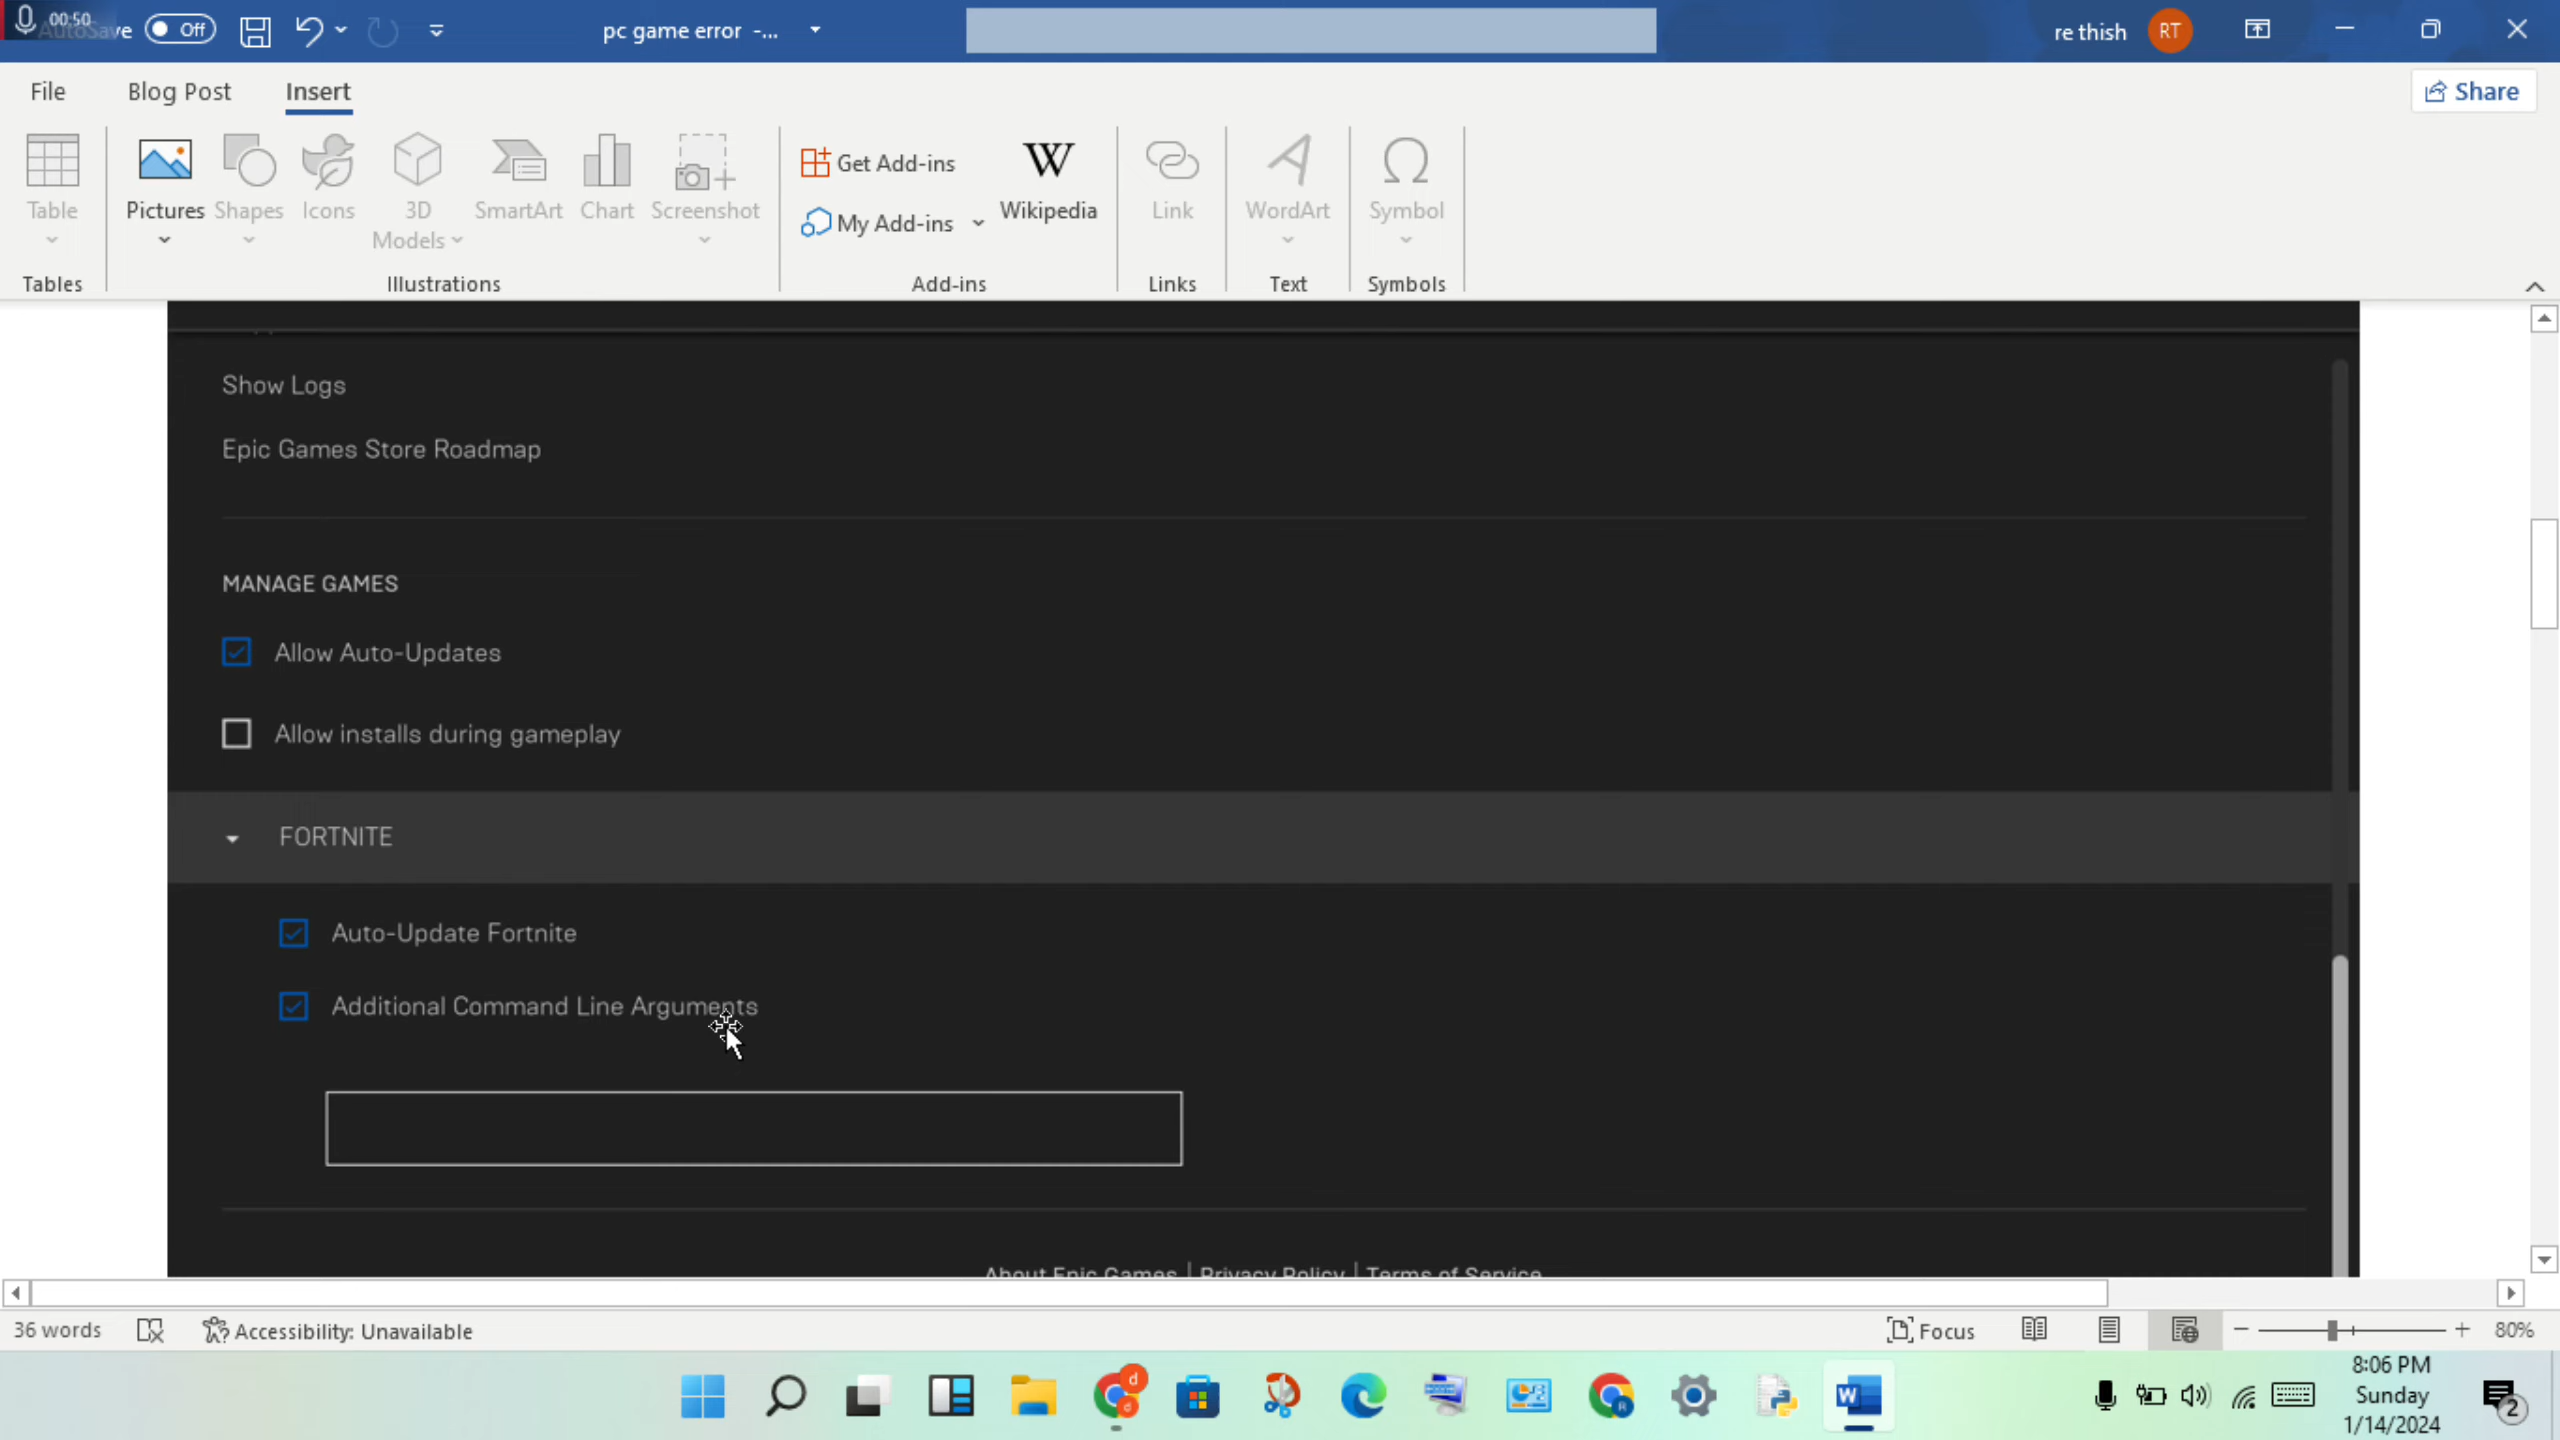 00:50
AutoSave Off pc game error -... re thish RT
File Blog Post Insert Share
Table Pictures Shapes Icons 3D Models SmartArt Chart Screenshot Get Add-ins My Add-ins W Wikipedia Link WordArt Symbol
Tables Illustrations Add-ins Links Text Symbols
Show Logs
Epic Games Store Roadmap
MANAGE GAMES
Allow Auto-Updates
Allow installs during gameplay
FORTNITE
Auto-Update Fortnite
Additional Command Line Arguments
About Epic Games | Privacy Policy | Terms of Service
36 words Accessibility: Unavailable Focus 80%
8:06 PM
Sunday
1/14/2024
2